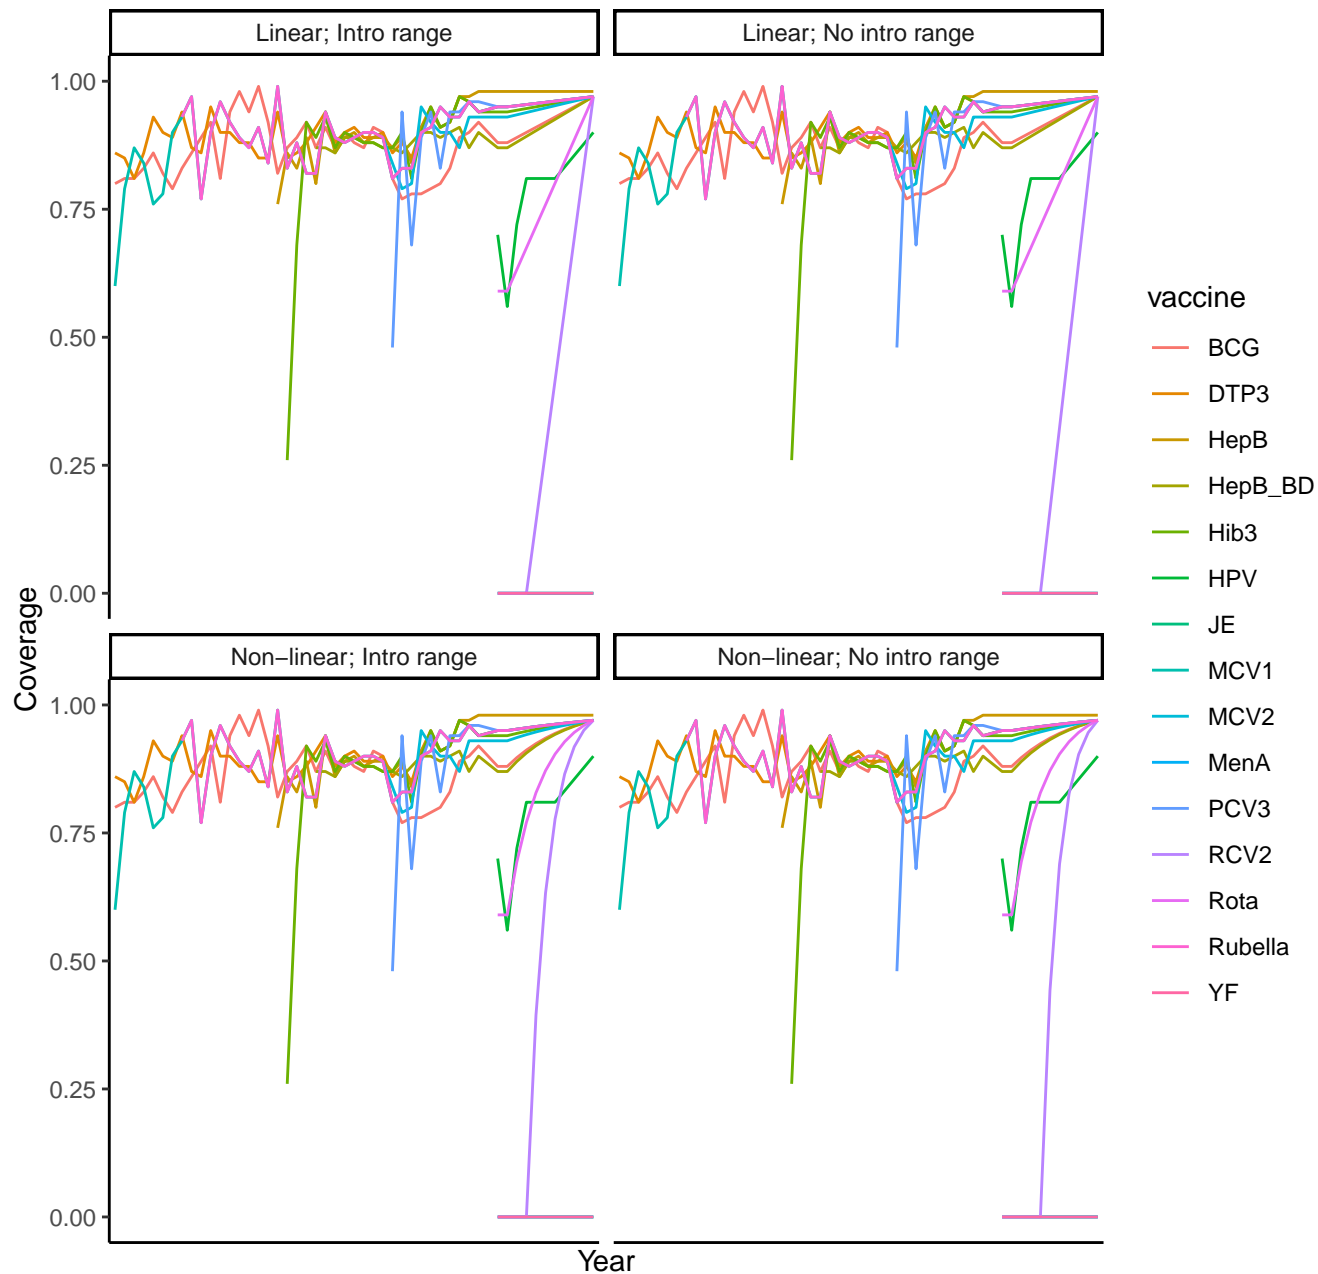 Linear; Intro range
Linear; No intro range
1.00
0.75
0.50
0.25
0.00
Non−linear; Intro range
Non−linear; No intro range
1.00
0.75
0.50
0.25
0.00
Coverage
Year
vaccine
BCG
DTP3
HepB
HepB_BD
Hib3
HPV
JE
MCV1
MCV2
MenA
PCV3
RCV2
Rota
Rubella
YF